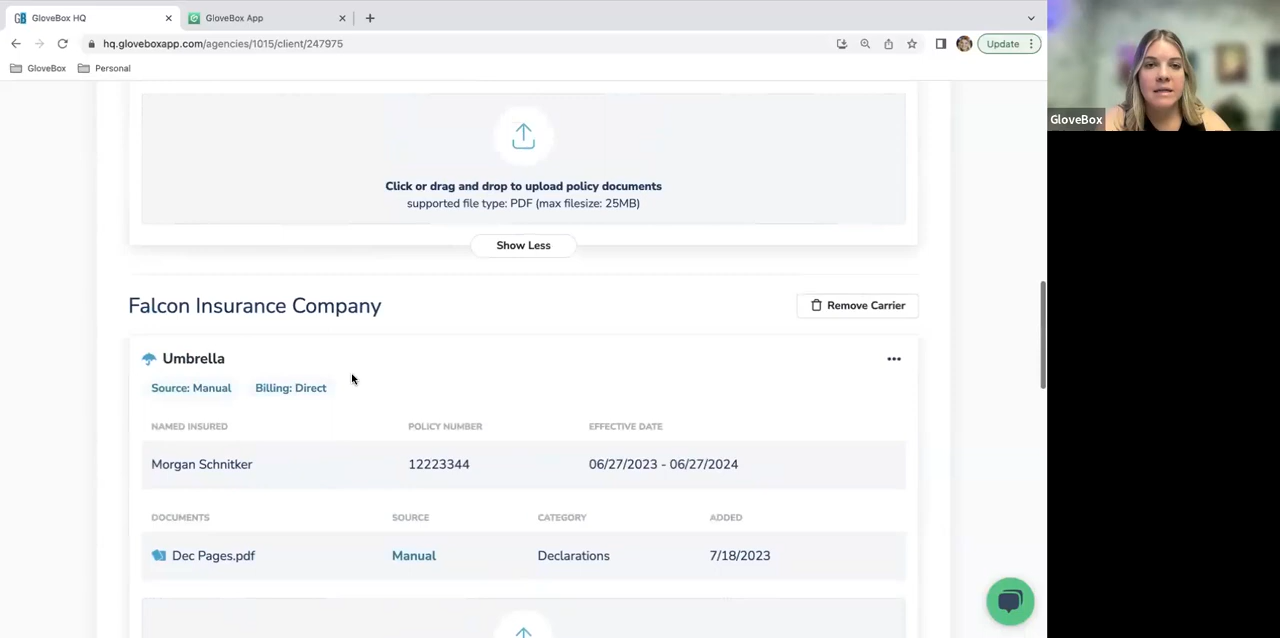 GloveBox HQ
GloveBox App
hq.gloveboxapp.com/agencies/1015/client/247975
Update
GloveBox
Personal
GloveBox
Click or drag and drop to upload policy documents
supported file type: PDF (max filesize: 25MB)
Show Less
Falcon Insurance Company
Remove Carrier
Umbrella
Source: Manual
Billing: Direct
NAMED INSURED
POLICY NUMBER
EFFECTIVE DATE
Morgan Schnitker
12223344
06/27/2023 - 06/27/2024
DOCUMENTS
SOURCE
CATEGORY
ADDED
Dec Pages.pdf
Manual
Declarations
7/18/2023